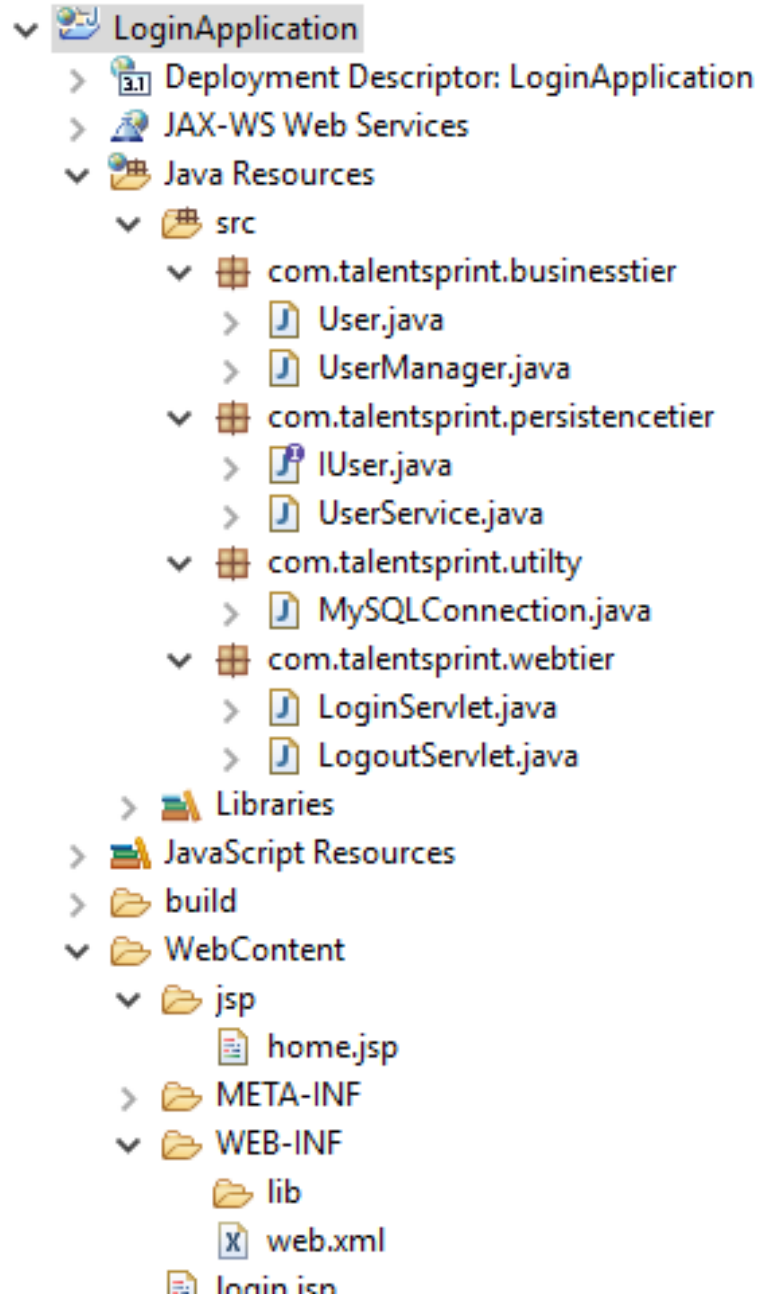 LoginApplication
3.1 Deployment Descriptor: LoginApplication
JAX-WS Web Services
Java Resources
src
com.talentsprint.businesstier
J User.java
J UserManager.java
com.talentsprint.persistencetier
J I IUser.java
J UserService.java
com.talentsprint.utilty
J MySQLConnection.java
com.talentsprint.webtier
J LoginServlet.java
J LogoutServlet.java
Libraries
JavaScript Resources
build
WebContent
jsp
home.jsp
META-INF
WEB-INF
lib
X web.xml
login.jsp